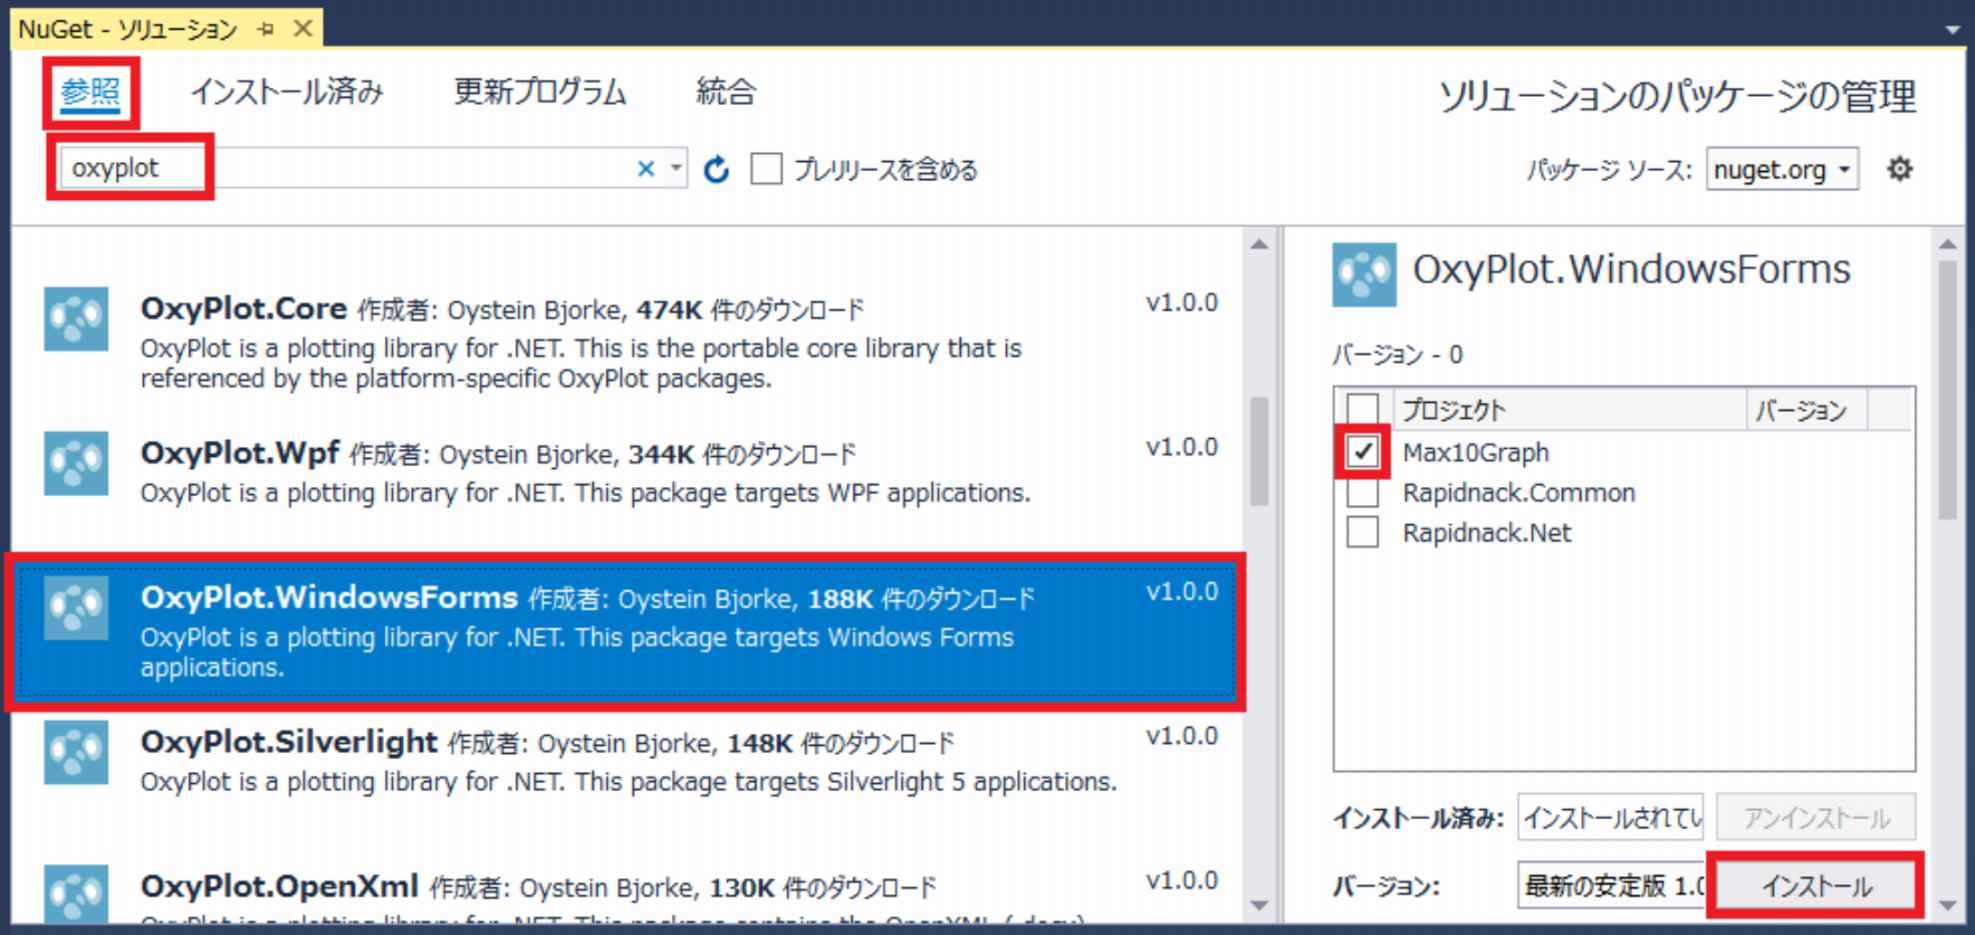 NuGet - ソリューション
参照 インストール済み 更新プログラム 統合
ソリューションのパッケージの管理
oxyplot
プレリリースを含める
パッケージ ソース: nuget.org
OxyPlot.Core 作成者: Oystein Bjorke, 474K 件のダウンロード v1.0.0
OxyPlot is a plotting library for .NET. This is the portable core library that is
referenced by the platform-specific OxyPlot packages.
OxyPlot.Wpf 作成者: Oystein Bjorke, 344K 件のダウンロード v1.0.0
OxyPlot is a plotting library for .NET. This package targets WPF applications.
OxyPlot.WindowsForms 作成者: Oystein Bjorke, 188K 件のダウンロード v1.0.0
OxyPlot is a plotting library for .NET. This package targets Windows Forms
applications.
OxyPlot.Silverlight 作成者: Oystein Bjorke, 148K 件のダウンロード v1.0.0
OxyPlot is a plotting library for .NET. This package targets Silverlight 5 applications.
OxyPlot.OpenXml 作成者: Oystein Bjorke, 130K 件のダウンロード v1.0.0
OxyPlot is a plotting library for .NET. This package contains the OpenXML (.docx)
OxyPlot.WindowsForms
バージョン - 0
プロジェクト バージョン
Max10Graph
Rapidnack.Common
Rapidnack.Net
インストール済み: インストールされてい アンインストール
バージョン: 最新の安定版 1.0 インストール